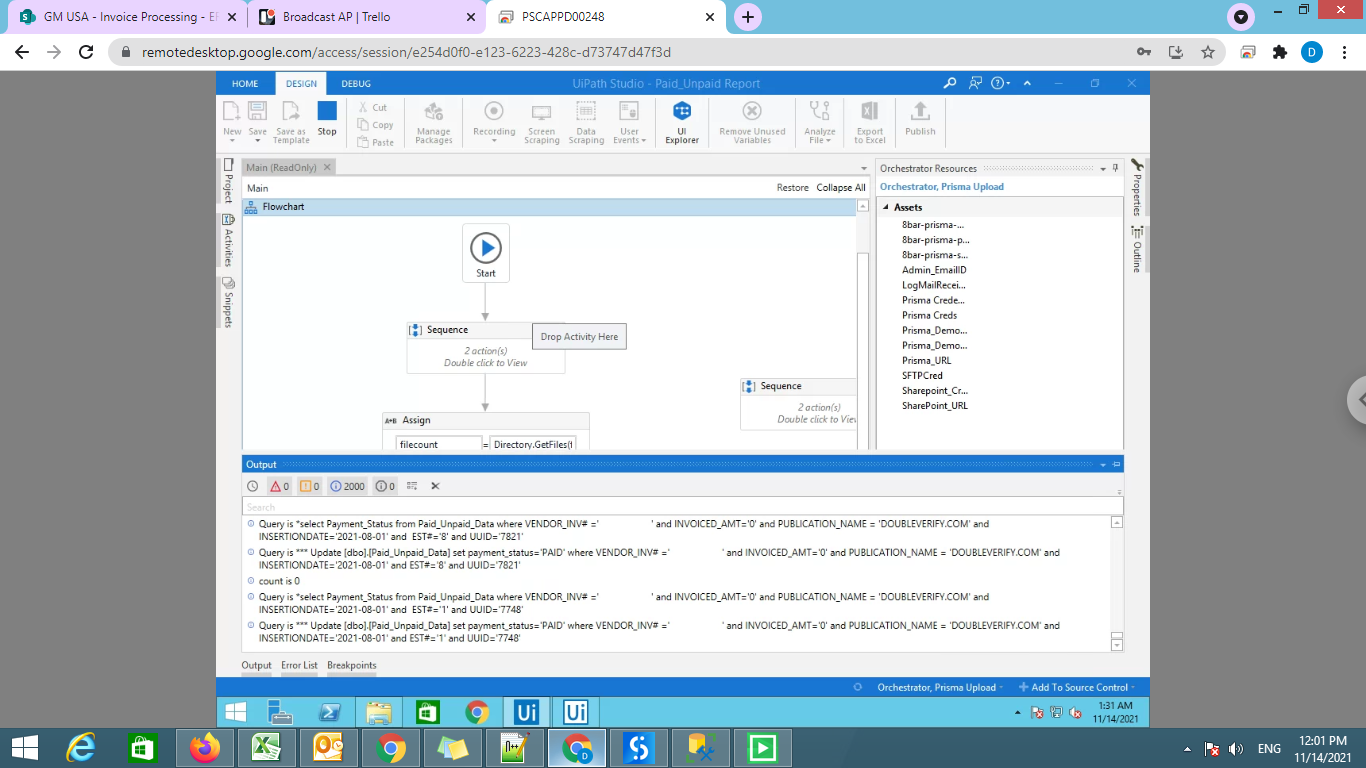 GM USA - Invoice Processing - EF
Broadcast AP | Trello
PSCAPPD00248
remotedesktop.google.com/access/session/e254d0f0-e123-6223-428c-d73747d47f3d
D
HOME DESIGN DEBUG
UiPath Studio - Paid_Unpaid Report
New
Save
Save as Template
Stop
Cut
Copy
Paste
Manage Packages
Recording
Screen Scraping
Data Scraping
User Events
UI Explorer
Remove Unused Variables
Analyze File
Export to Excel
Publish
Project
Activities
Snippets
Main (ReadOnly)
Main
Restore Collapse All
Flowchart
Start
Sequence
2 action(s)
Double click to View
Drop Activity Here
Assign
A+B
filecount = Directory.GetFiles(f
Sequence
2 action(s)
Double click to View
Orchestrator Resources
Orchestrator, Prisma Upload
Assets
8bar-prisma-...
8bar-prisma-p...
8bar-prisma-s...
Admin_EmailID
LogMailRecei...
Prisma Crede...
Prisma Creds
Prisma_Demo...
Prisma_Demo...
Prisma_URL
SFTPCred
Sharepoint_Cr...
SharePoint_URL
Properties
Outline
Output
0 0 2000 0
Search
Query is *select Payment_Status from Paid_Unpaid_Data where VENDOR_INV# =' ' and INVOICED_AMT='0' and PUBLICATION_NAME = 'DOUBLEVERIFY.COM' and
INSERTIONDATE='2021-08-01' and EST#='8' and UUID='7821'
Query is *** Update [dbo].[Paid_Unpaid_Data] set payment_status='PAID' where VENDOR_INV# =' ' and INVOICED_AMT='0' and PUBLICATION_NAME = 'DOUBLEVERIFY.COM' and
INSERTIONDATE='2021-08-01' and EST#='8' and UUID='7821'
count is 0
Query is *select Payment_Status from Paid_Unpaid_Data where VENDOR_INV# =' ' and INVOICED_AMT='0' and PUBLICATION_NAME = 'DOUBLEVERIFY.COM' and
INSERTIONDATE='2021-08-01' and EST#='1' and UUID='7748'
Query is *** Update [dbo].[Paid_Unpaid_Data] set payment_status='PAID' where VENDOR_INV# =' ' and INVOICED_AMT='0' and PUBLICATION_NAME = 'DOUBLEVERIFY.COM' and
INSERTIONDATE='2021-08-01' and EST#='1' and UUID='7748'
Output Error List Breakpoints
Orchestrator, Prisma Upload
Add To Source Control
Ui Ui
1:31 AM
11/14/2021
D
ENG
12:01 PM
11/14/2021